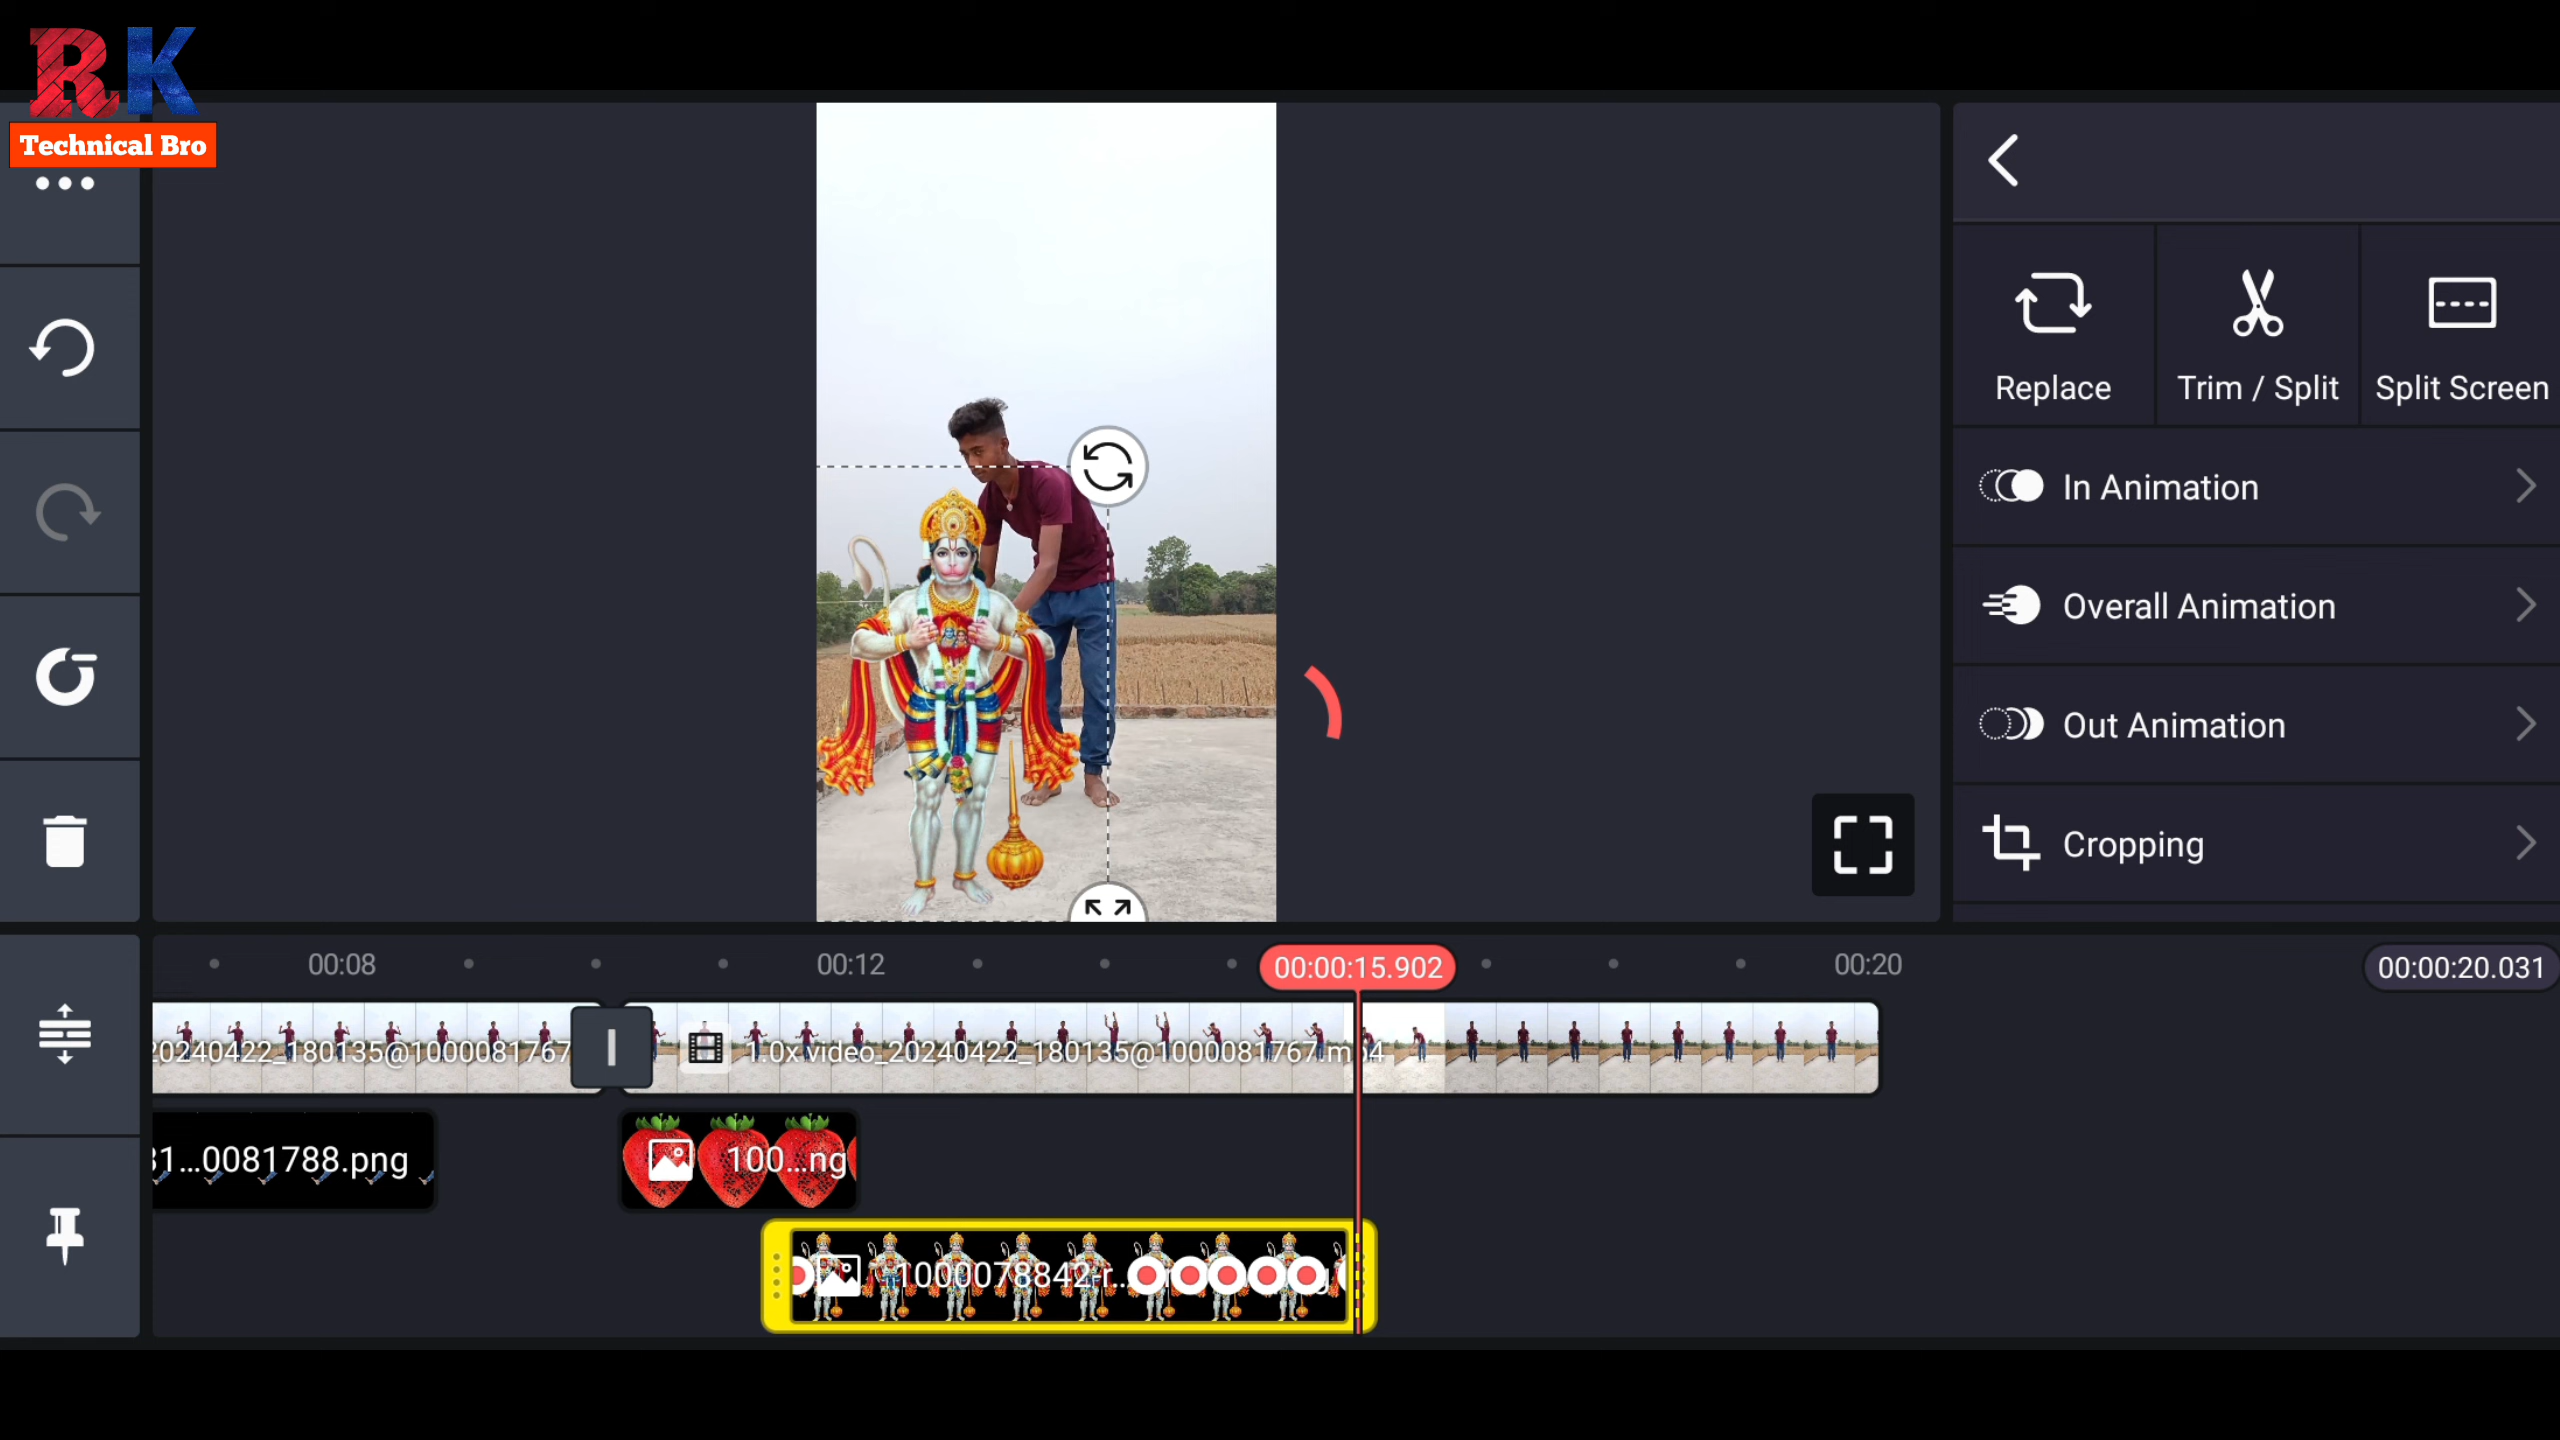 RK
Technical Bro
Replace
Trim / Split
Split Screen
In Animation
Overall Animation
Out Animation
Cropping
00:08
00:12
00:00:15.902
00:20
00:00:20.031
20240422_180135@1000081767
1.0x video_20240422_180135@1000081767.mp4
31...0081788.png
100...ng
1000078842-r...